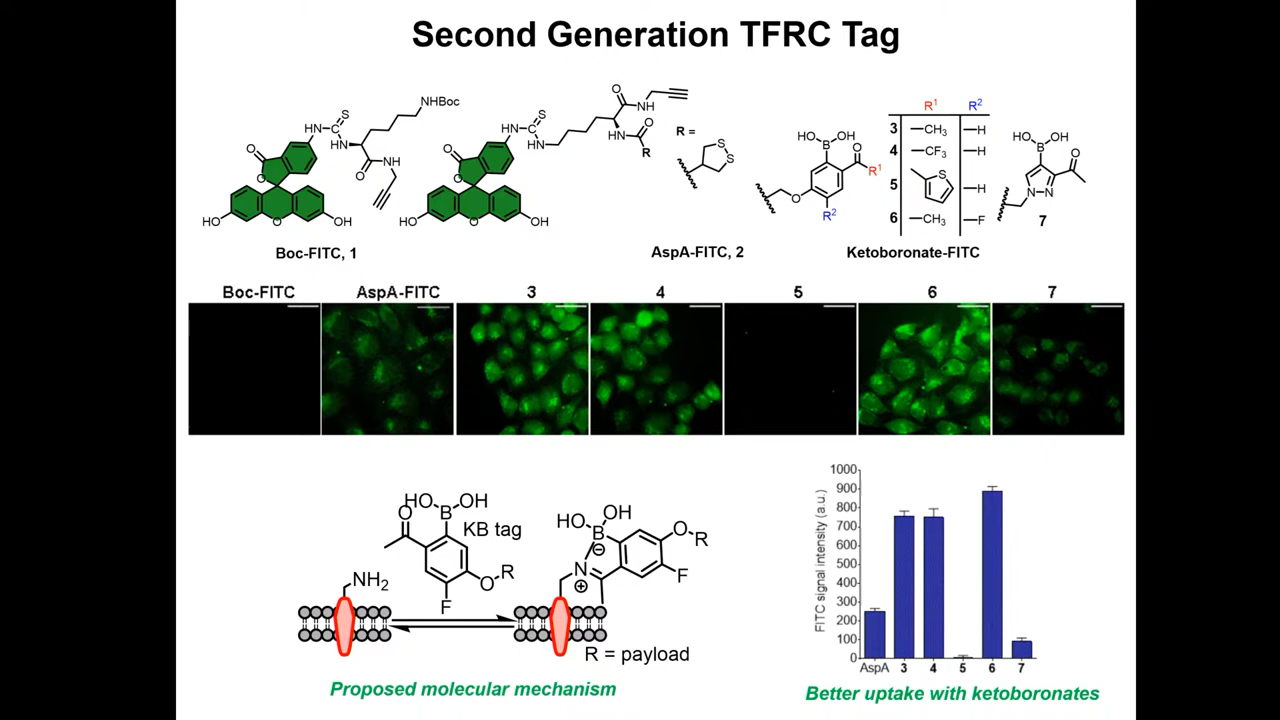 Second Generation TFRC Tag
NHBoc
HN
S
HN
O
O
O
NH
HO
O
OH
Boc-FITC, 1
O
NH
HN
S
HN
O
R
O
O
HO
O
OH
R =
S
S
AspA-FITC, 2
HO
OH
B
O
R¹
O
R²
Ketoboronate-FITC
R¹
R²
3
CH₃
H
4
CF₃
H
5
S
H
6
CH₃
F
HO
OH
B
O
N
N
7
Boc-FITC
AspA-FITC
3
4
5
6
7
HO
OH
B
O
KB tag
O
R
F
NH₂
HO
OH
B
⊖
N
⊕
O
R
F
R = payload
Proposed molecular mechanism
FITC signal intensity (a.u.)
1000
900
800
700
600
500
400
300
200
100
0
AspA 3 4 5 6 7
Better uptake with ketoboronates